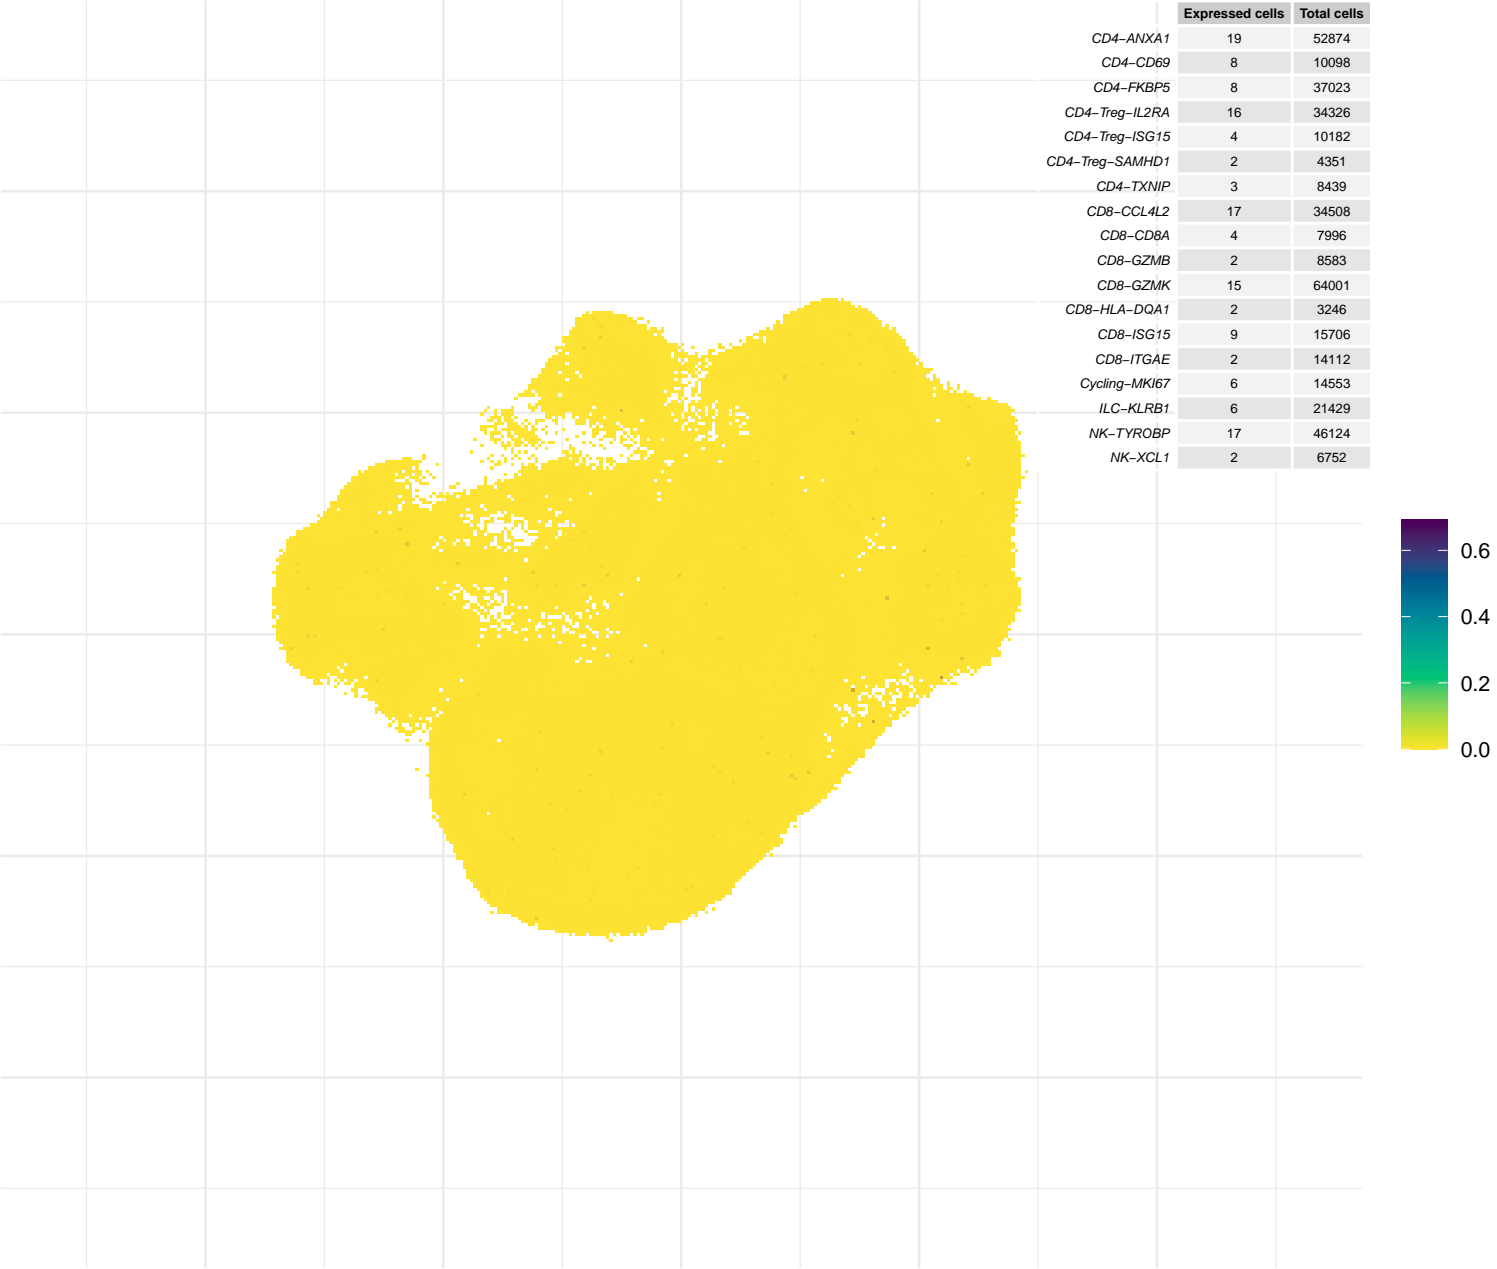 Expressed cells Total cells
CD4−ANXA1 19 52874
CD4−CD69 8 10098
CD4−FKBP5 8 37023
CD4−Treg−IL2RA 16 34326
CD4−Treg−ISG15 4 10182
CD4−Treg−SAMHD1 2 4351
CD4−TXNIP 3 8439
CD8−CCL4L2 17 34508
CD8−CD8A 4 7996
CD8−GZMB 2 8583
CD8−GZMK 15 64001
CD8−HLA−DQA1 2 3246
CD8−ISG15 9 15706
CD8−ITGAE 2 14112
Cycling−MKI67 6 14553
ILC−KLRB1 6 21429
NK−TYROBP 17 46124
NK−XCL1 2 6752
0.6
0.4
0.2
0.0